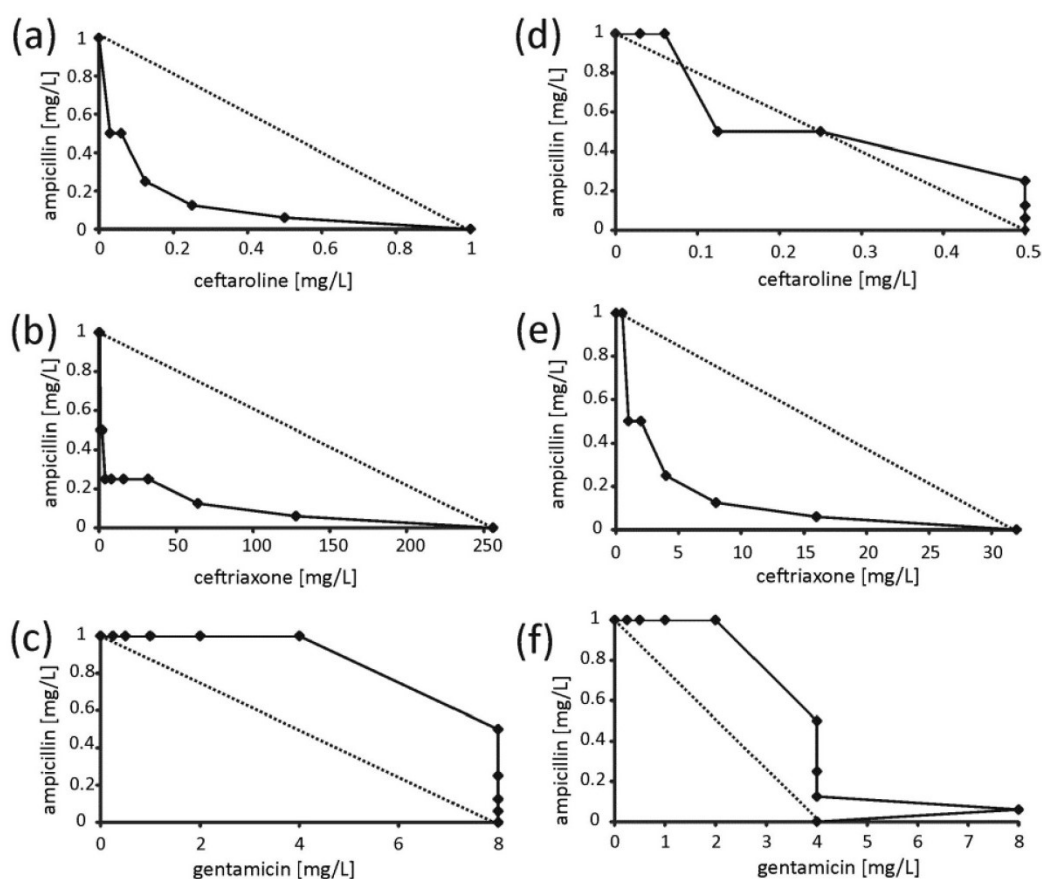 (a)
1
0.8
0.6
0.4
0.2
0
ampicillin [mg/L]
0 0.2 0.4 0.6 0.8 1
ceftaroline [mg/L]
(d)
1
0.8
0.6
0.4
0.2
0
ampicillin [mg/L]
0 0.1 0.2 0.3 0.4 0.5
ceftaroline [mg/L]
(b)
1
0.8
0.6
0.4
0.2
0
ampicillin [mg/L]
0 50 100 150 200 250
ceftriaxone [mg/L]
(e)
1
0.8
0.6
0.4
0.2
0
ampicillin [mg/L]
0 5 10 15 20 25 30
ceftriaxone [mg/L]
(c)
1
0.8
0.6
0.4
0.2
0
ampicillin [mg/L]
0 2 4 6 8
gentamicin [mg/L]
(f)
1
0.8
0.6
0.4
0.2
0
ampicillin [mg/L]
0 1 2 3 4 5 6 7 8
gentamicin [mg/L]